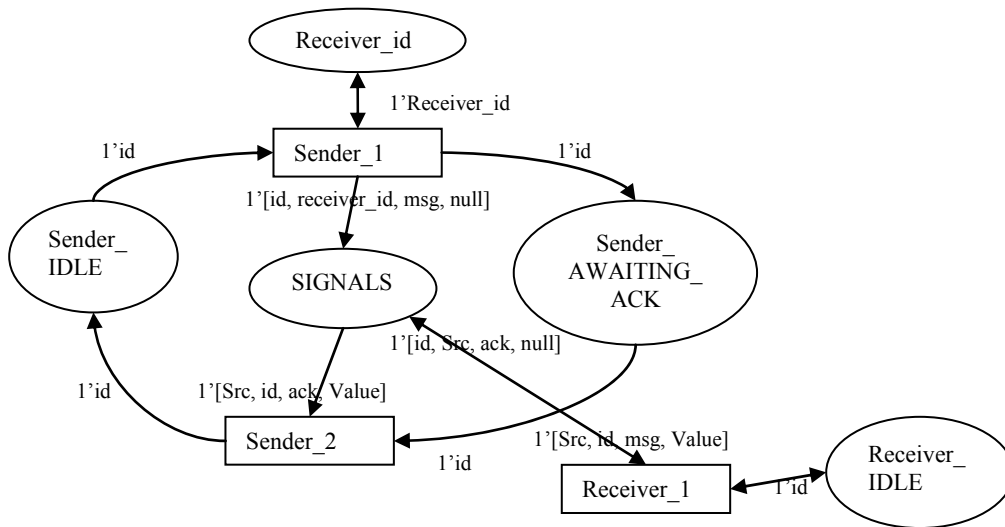 Receiver_id
1’Receiver_id
1’id
Sender_1
1’id
1’[id, receiver_id, msg, null]
Sender_
IDLE
SIGNALS
Sender_
AWAITING_
ACK
1’[id, Src, ack, null]
1’id
1’[Src, id, ack, Value]
Sender_2
1’id
1’[Src, id, msg, Value]
Receiver_1
1’id
Receiver_
IDLE